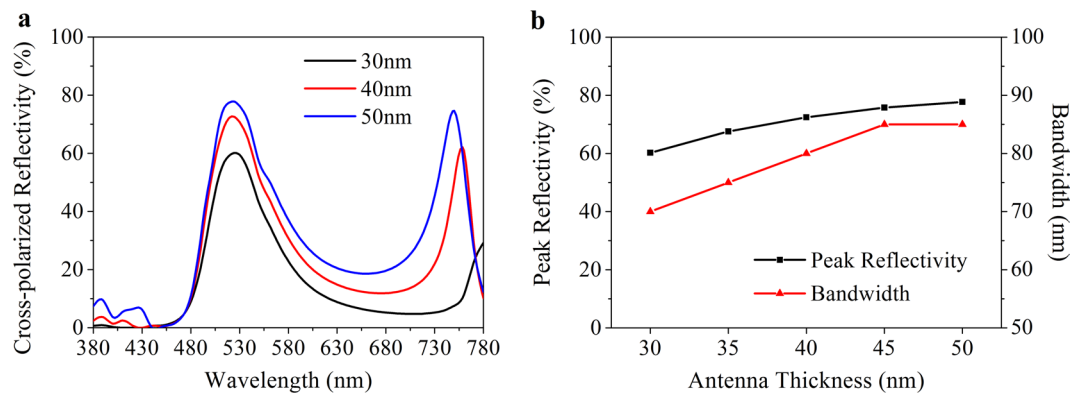 a
Cross-polarized Reflectivity (%)
100
80
60
40
20
0
30nm
40nm
50nm
380 430 480 530 580 630 680 730 780
Wavelength (nm)
b
Peak Reflectivity (%)
100
80
60
40
20
0
Peak Reflectivity
Bandwidth
30 35 40 45 50
Antenna Thickness (nm)
100
90
80
70
60
50
Bandwidth (nm)